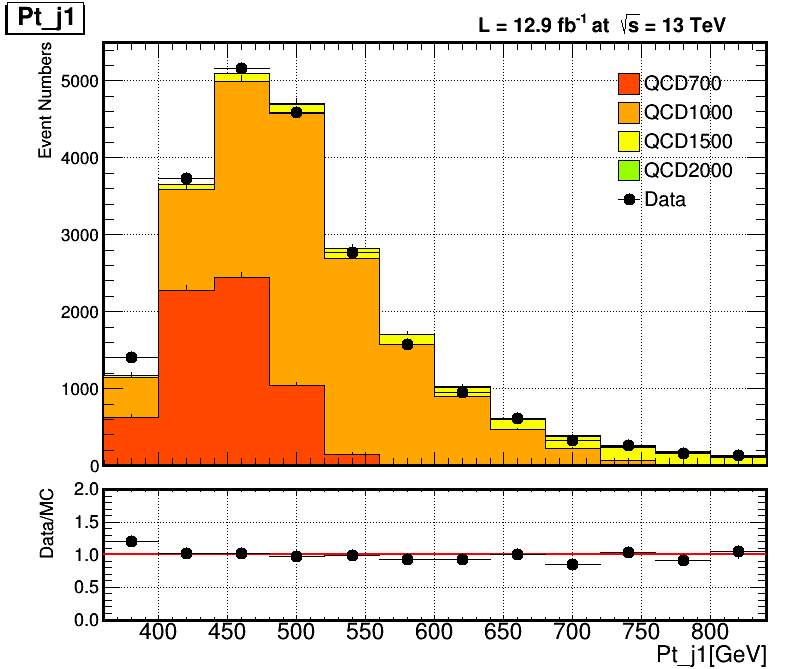 Pt_j1
L = 12.9 fb-1 at √s = 13 TeV
Event Numbers
5000
4000
3000
2000
1000
0
QCD700
QCD1000
QCD1500
QCD2000
Data
Data/MC
2.0
1.5
1.0
0.5
0.0
400 450 500 550 600 650 700 750 800
Pt_j1[GeV]